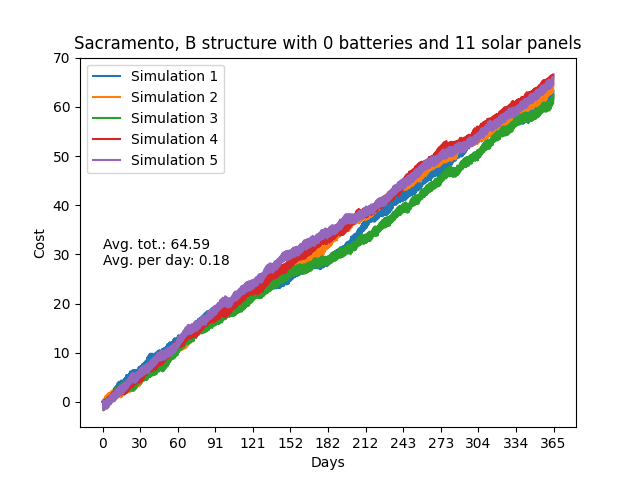 Sacramento, B structure with 0 batteries and 11 solar panels
70
60
50
40
30
20
10
0
Cost
Simulation 1
Simulation 2
Simulation 3
Simulation 4
Simulation 5
Avg. tot.: 64.59
Avg. per day: 0.18
0 30 60 91 121 152 182 212 243 273 304 334 365
Days